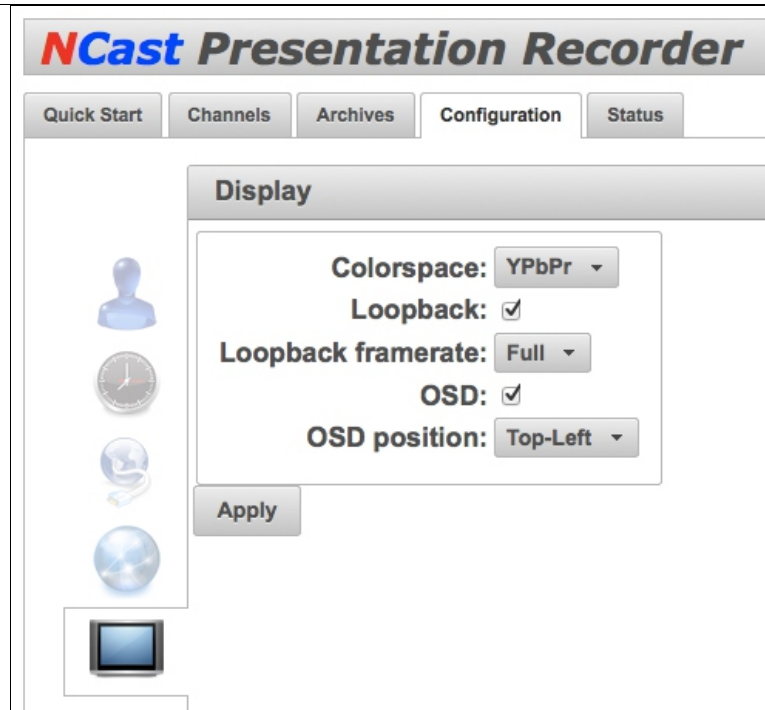 NCast Presentation Recorder
Quick Start Channels Archives Configuration Status
Display
Colorspace: YPbPr
Loopback:
Loopback framerate: Full
OSD:
OSD position: Top-Left
Apply